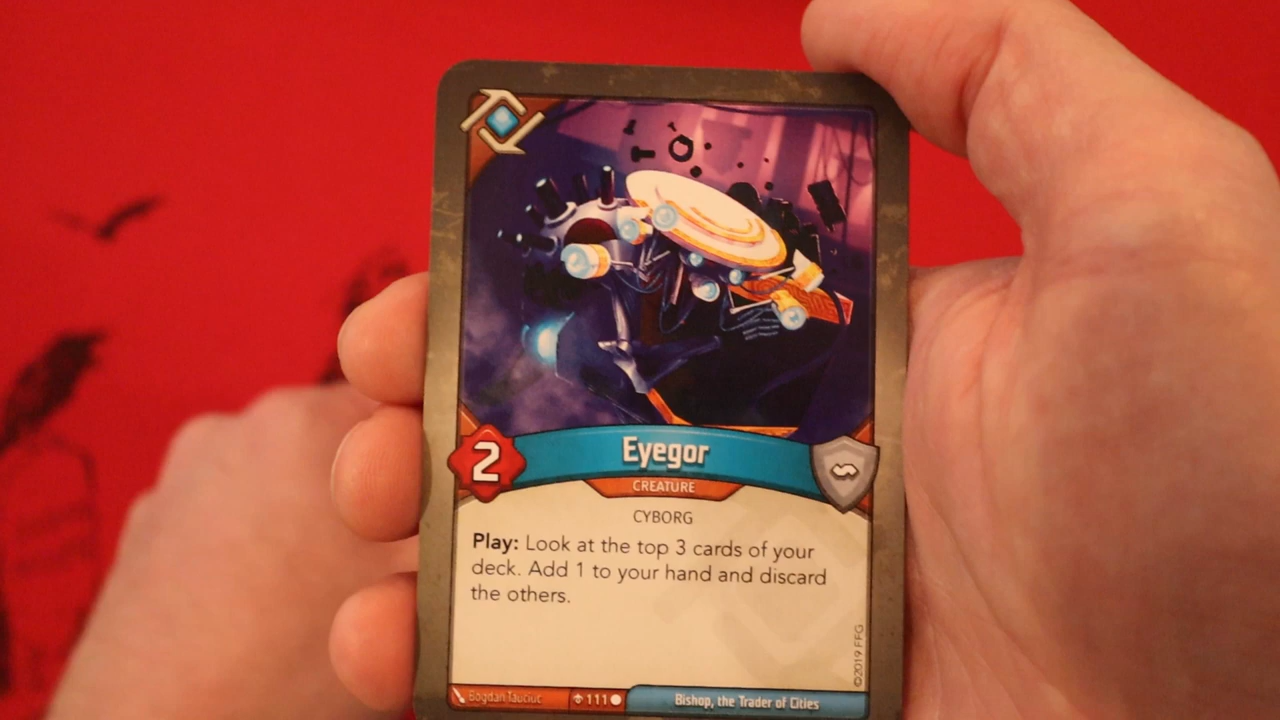 2
Eyegor
CREATURE
CYBORG
Play: Look at the top 3 cards of your
deck. Add 1 to your hand and discard
the others.
©2019 FFG
Bogdan Tauciuc
111
Bishop, the Trader of Cities